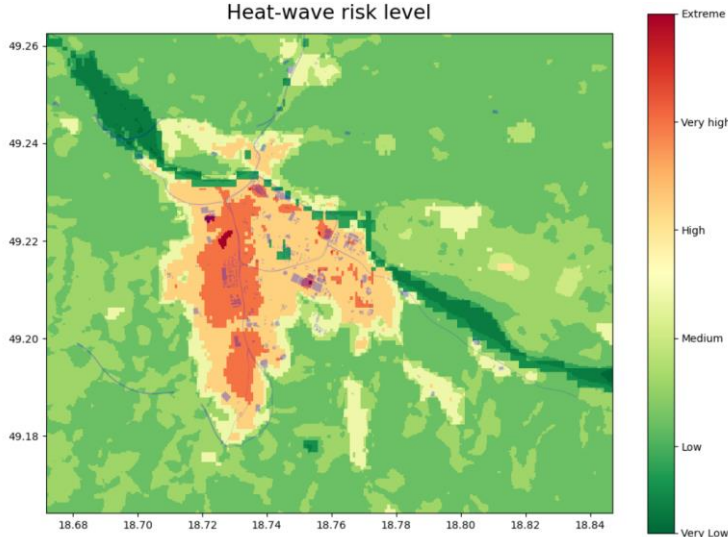 Heat-wave risk level
49.26
49.24
49.22
49.20
49.18
18.68 18.70 18.72 18.74 18.76 18.78 18.80 18.82 18.84
Extreme
Very high
High
Medium
Low
Very Low